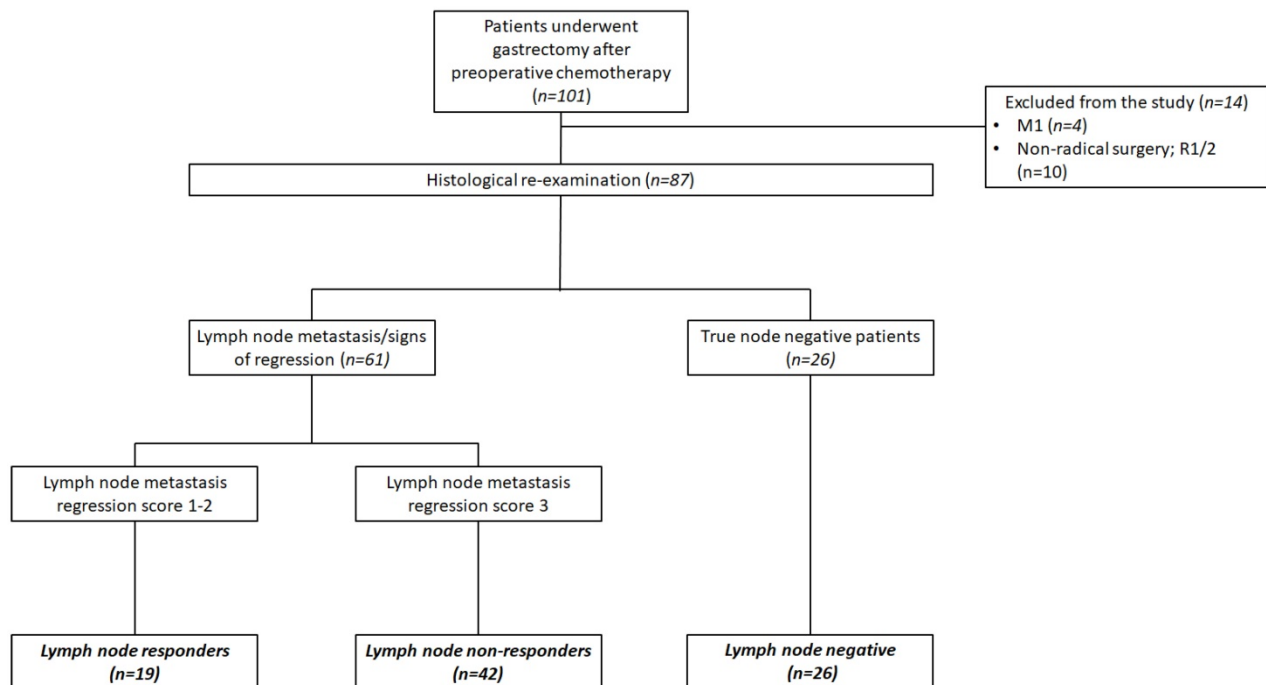 Patients underwent
gastrectomy after
preoperative chemotherapy
(n=101)
Excluded from the study (n=14)
• M1 (n=4)
• Non-radical surgery; R1/2
(n=10)
Histological re-examination (n=87)
Lymph node metastasis/signs
of regression (n=61)
True node negative patients
(n=26)
Lymph node metastasis
regression score 1-2
Lymph node metastasis
regression score 3
Lymph node responders
(n=19)
Lymph node non-responders
(n=42)
Lymph node negative
(n=26)